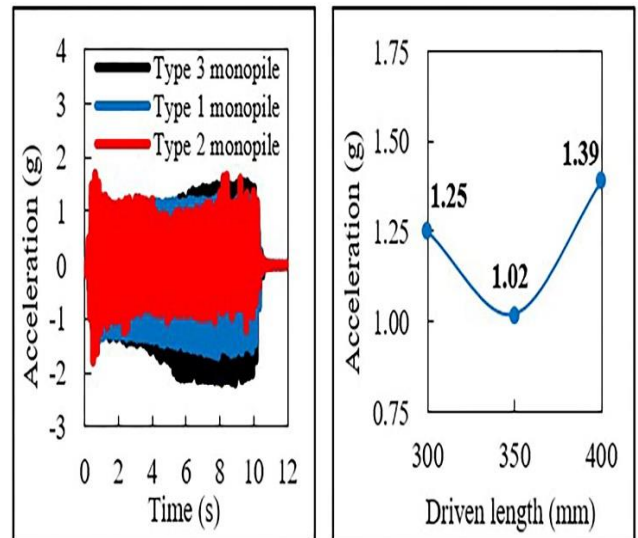 4
3
2
1
0
-1
-2
-3
Acceleration (g)
Type 3 monopile
Type 1 monopile
Type 2 monopile
0 2 4 6 8 10 12
Time (s)
1.75
1.50
1.25
1.00
0.75
Acceleration (g)
1.25
1.02
1.39
300 350 400
Driven length (mm)